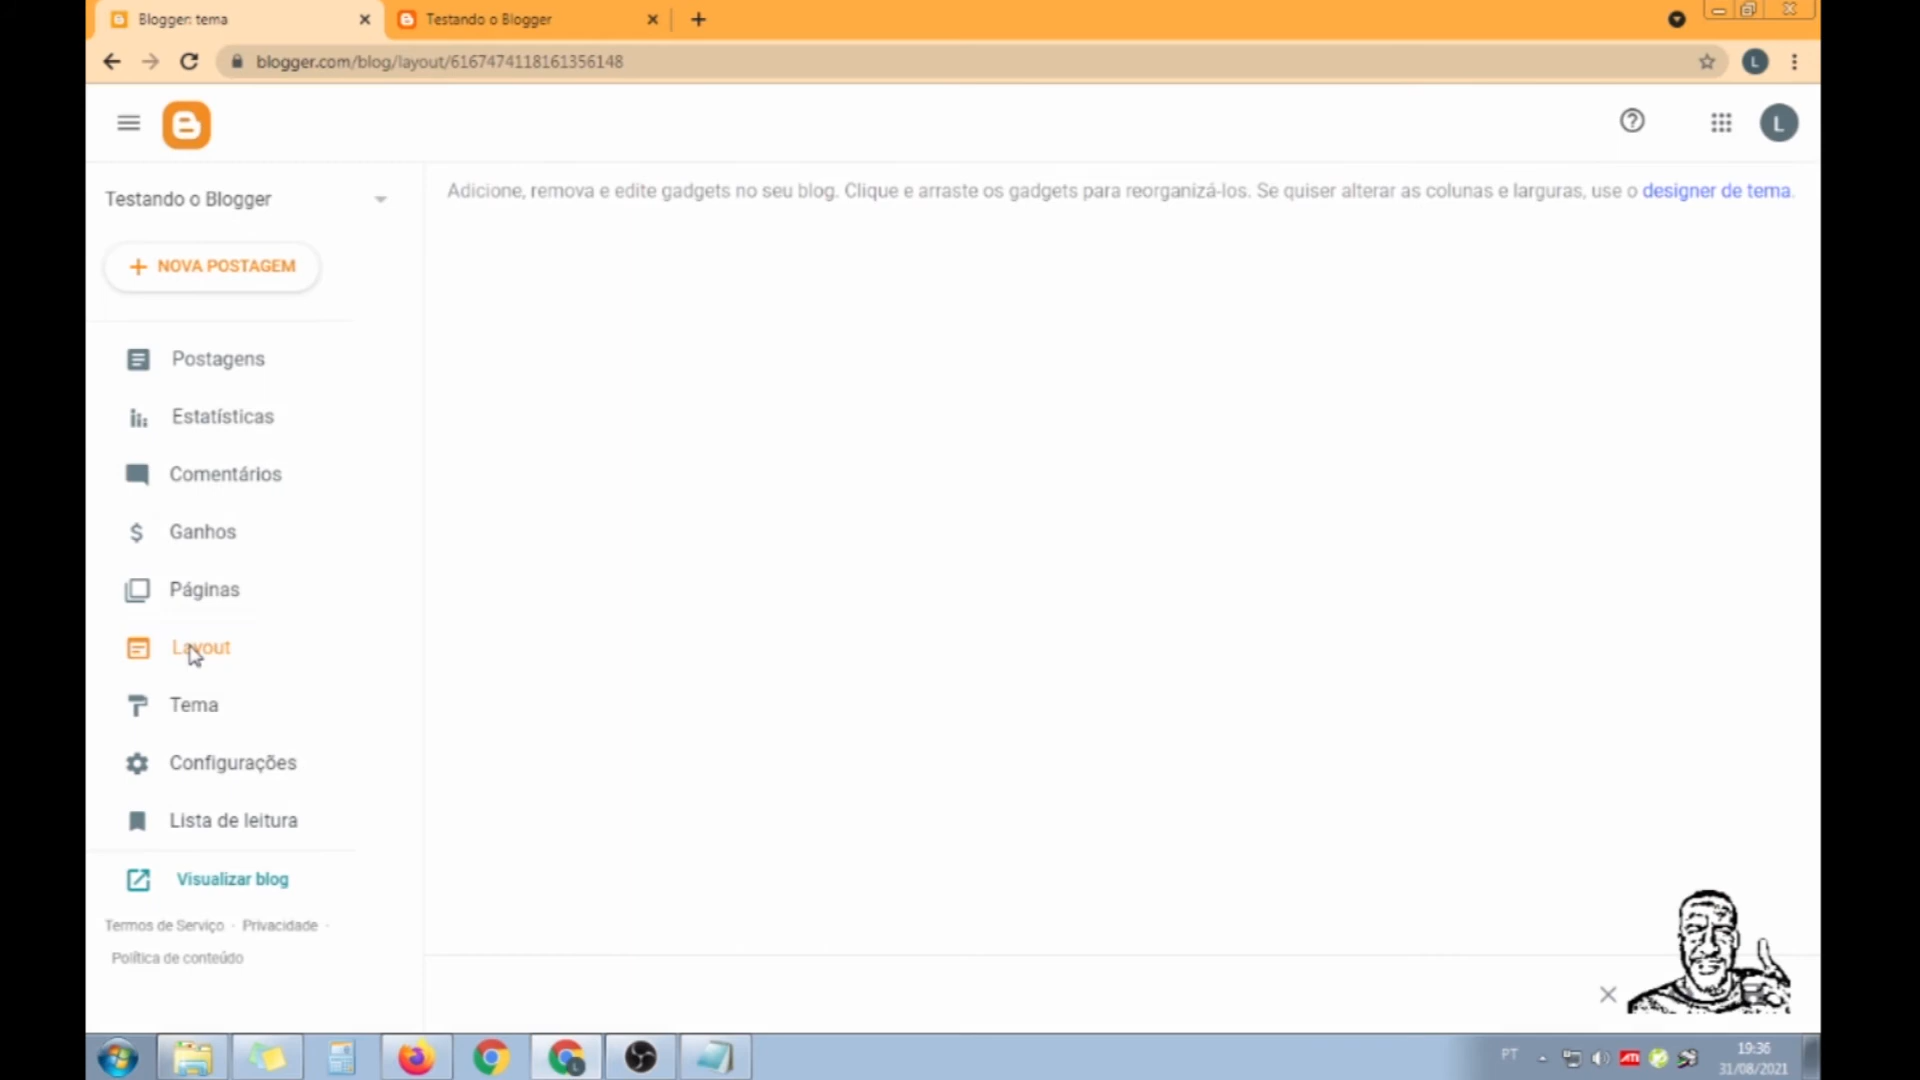 Blogger: tema
Testando o Blogger
blogger.com/blog/layout/6167474118161356148
L
L
Testando o Blogger
Adicione, remova e edite gadgets no seu blog. Clique e arraste os gadgets para reorganizá-los. Se quiser alterar as colunas e larguras, use o designer de tema.
+ NOVA POSTAGEM
Postagens
Estatísticas
Comentários
Ganhos
Páginas
Layout
Tema
Configurações
Lista de leitura
Visualizar blog
Termos de Serviço · Privacidade ·
Política de conteúdo
PT
ATI
19:36
31/08/2021